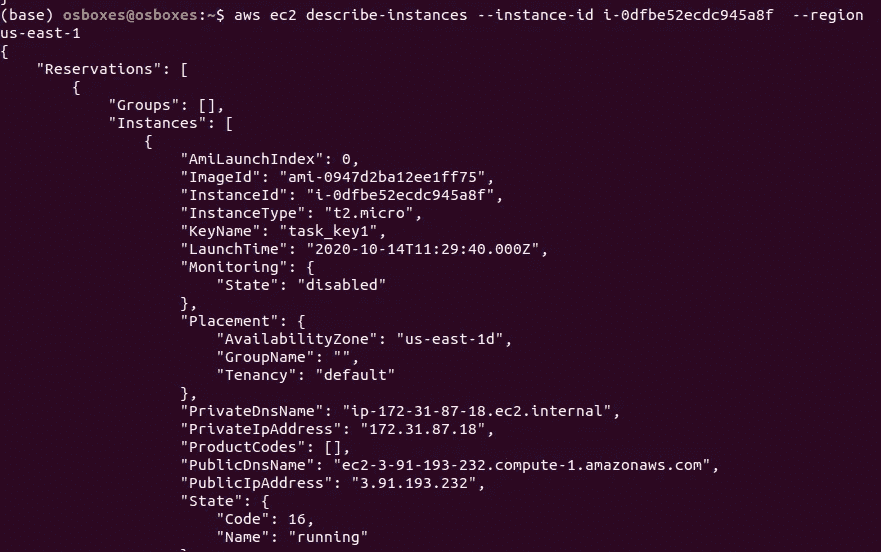 }
(base) osboxes@osboxes:~$ aws ec2 describe-instances --instance-id i-0dfbe52ecdc945a8f  --region
us-east-1
{
    "Reservations": [
        {
            "Groups": [],
            "Instances": [
                {
                    "AmiLaunchIndex": 0,
                    "ImageId": "ami-0947d2ba12ee1ff75",
                    "InstanceId": "i-0dfbe52ecdc945a8f",
                    "InstanceType": "t2.micro",
                    "KeyName": "task_key1",
                    "LaunchTime": "2020-10-14T11:29:40.000Z",
                    "Monitoring": {
                        "State": "disabled"
                    },
                    "Placement": {
                        "AvailabilityZone": "us-east-1d",
                        "GroupName": "",
                        "Tenancy": "default"
                    },
                    "PrivateDnsName": "ip-172-31-87-18.ec2.internal",
                    "PrivateIpAddress": "172.31.87.18",
                    "ProductCodes": [],
                    "PublicDnsName": "ec2-3-91-193-232.compute-1.amazonaws.com",
                    "PublicIpAddress": "3.91.193.232",
                    "State": {
                        "Code": 16,
                        "Name": "running"
                    }